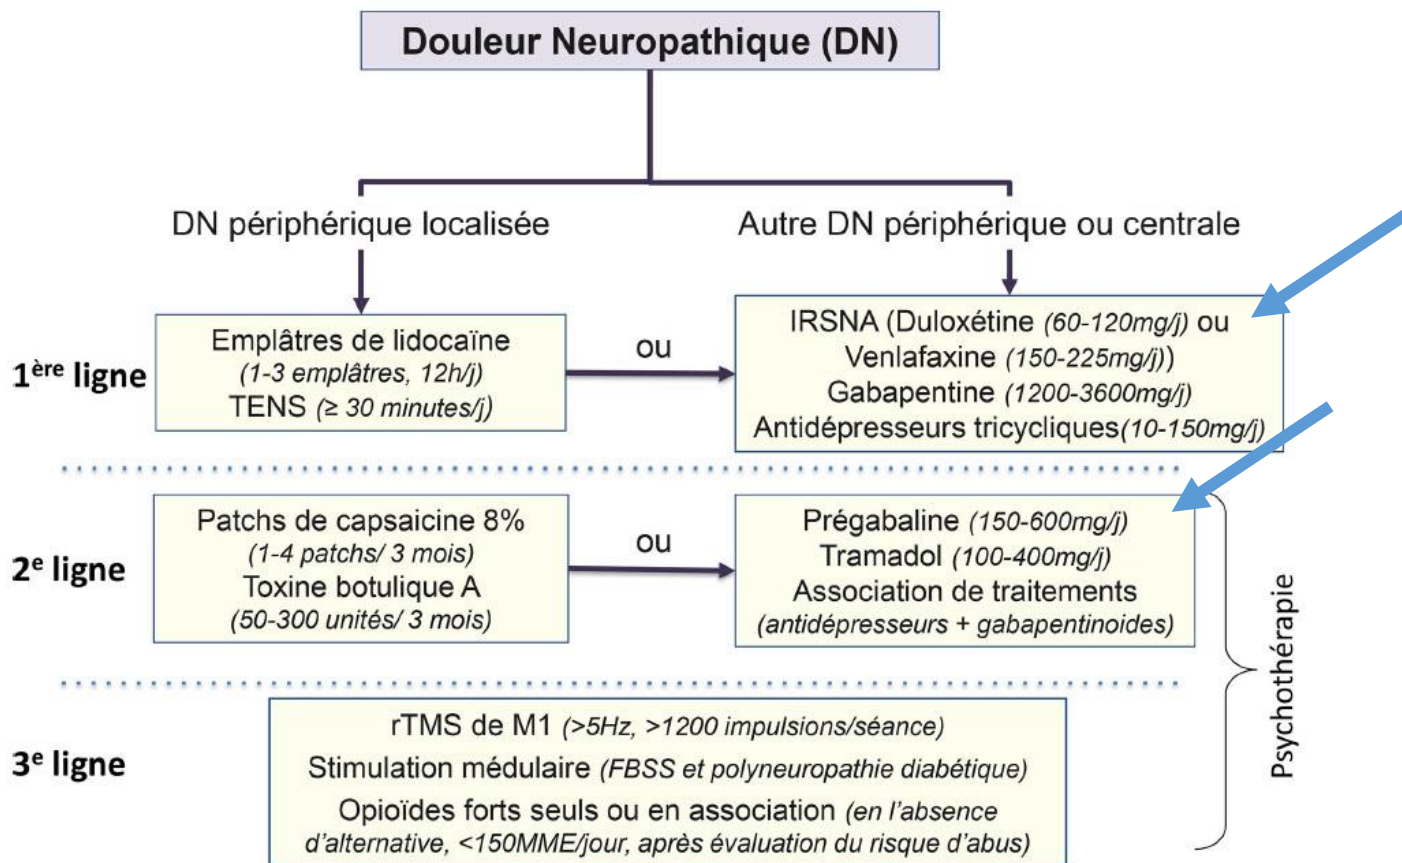 Douleur Neuropathique (DN)
DN périphérique localisée
Autre DN périphérique ou centrale
1ère ligne
Emplâtres de lidocaïne
(1-3 emplâtres, 12h/j)
TENS (≥ 30 minutes/j)
ou
IRSNA (Duloxétine (60-120mg/j) ou
Venlafaxine (150-225mg/j))
Gabapentine (1200-3600mg/j)
Antidépresseurs tricycliques(10-150mg/j)
2e ligne
Patchs de capsaicine 8%
(1-4 patchs/ 3 mois)
Toxine botulique A
(50-300 unités/ 3 mois)
ou
Prégabaline (150-600mg/j)
Tramadol (100-400mg/j)
Association de traitements
(antidépresseurs + gabapentinoides)
3e ligne
rTMS de M1 (>5Hz, >1200 impulsions/séance)
Stimulation médulaire (FBSS et polyneuropathie diabétique)
Opioïdes forts seuls ou en association (en l'absence
d'alternative, <150MME/jour, après évaluation du risque d'abus)
Psychothérapie